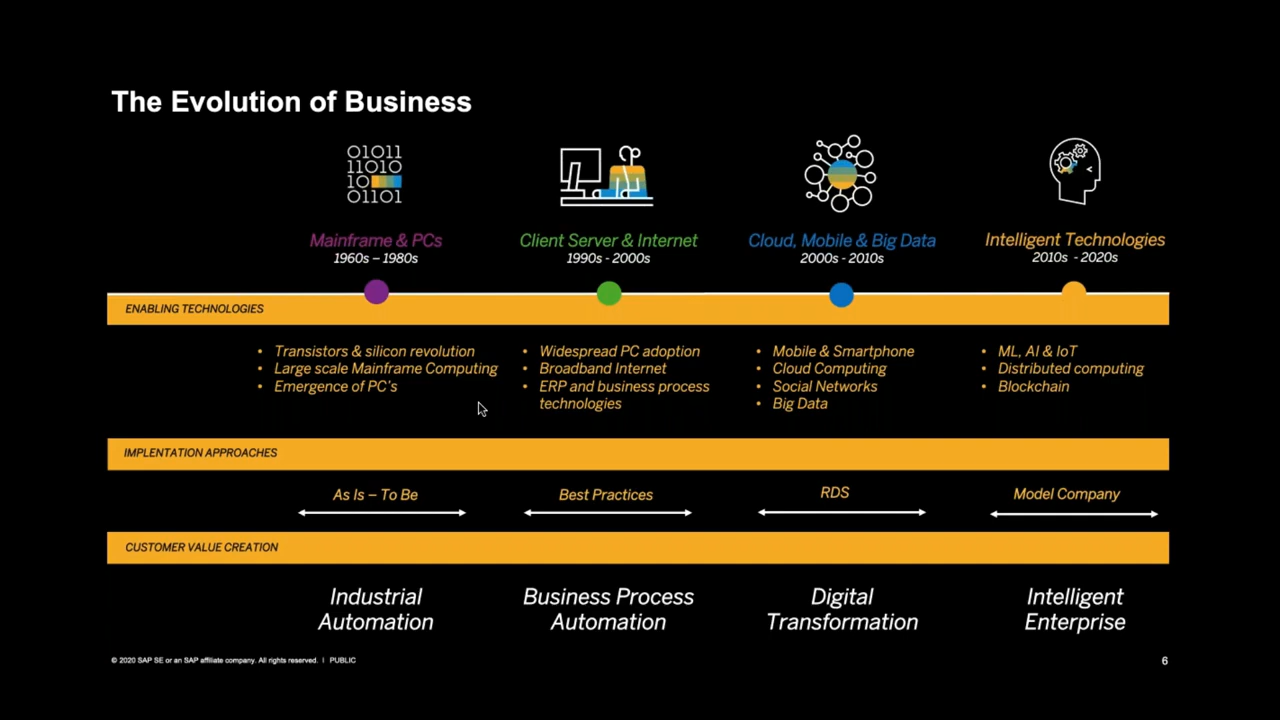 The Evolution of Business
01011
11010
10
01101
Mainframe & PCs
1960s – 1980s
Client Server & Internet
1990s - 2000s
Cloud, Mobile & Big Data
2000s - 2010s
Intelligent Technologies
2010s - 2020s
ENABLING TECHNOLOGIES
• Transistors & silicon revolution
• Large scale Mainframe Computing
• Emergence of PC's
• Widespread PC adoption
• Broadband Internet
• ERP and business process
technologies
• Mobile & Smartphone
• Cloud Computing
• Social Networks
• Big Data
• ML, AI & IoT
• Distributed computing
• Blockchain
IMPLENTATION APPROACHES
As Is – To Be
Best Practices
RDS
Model Company
CUSTOMER VALUE CREATION
Industrial
Automation
Business Process
Automation
Digital
Transformation
Intelligent
Enterprise
© 2020 SAP SE or an SAP affiliate company. All rights reserved. | PUBLIC
6